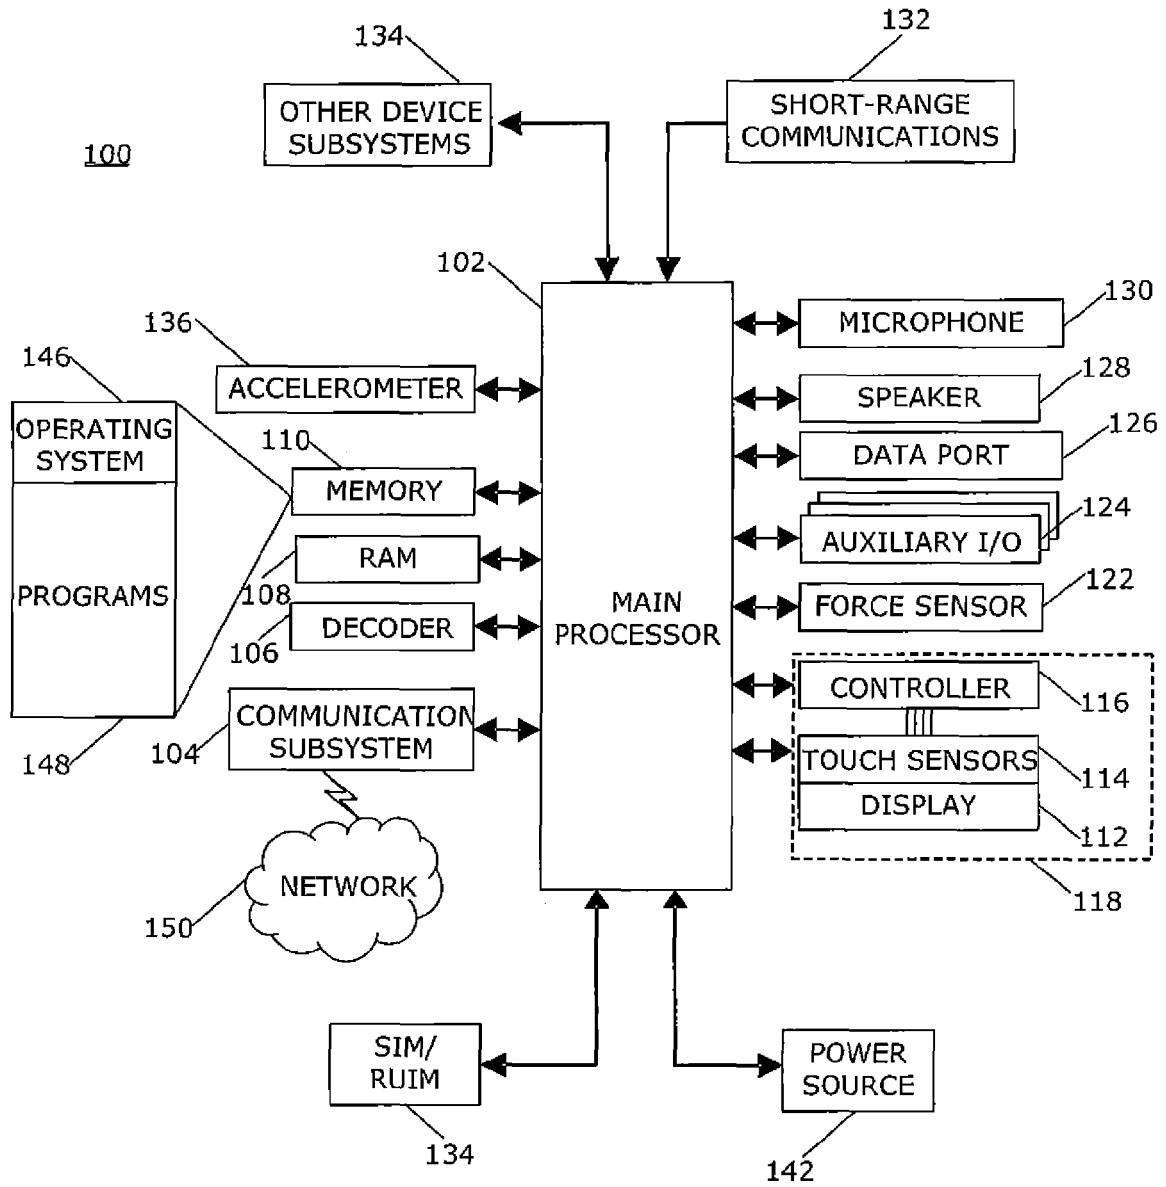 134
132
OTHER DEVICE
SUBSYSTEMS
SHORT-RANGE
COMMUNICATIONS
100
102
136
ACCELEROMETER
146
OPERATING
SYSTEM
PROGRAMS
148
110
MEMORY
RAM
108
DECODER
106
COMMUNICATION
SUBSYSTEM
104
NETWORK
150
MAIN
PROCESSOR
130
MICROPHONE
128
SPEAKER
126
DATA PORT
124
AUXILIARY I/O
122
FORCE SENSOR
CONTROLLER
116
TOUCH SENSORS
114
DISPLAY
112
118
SIM/
RUIM
134
POWER
SOURCE
142